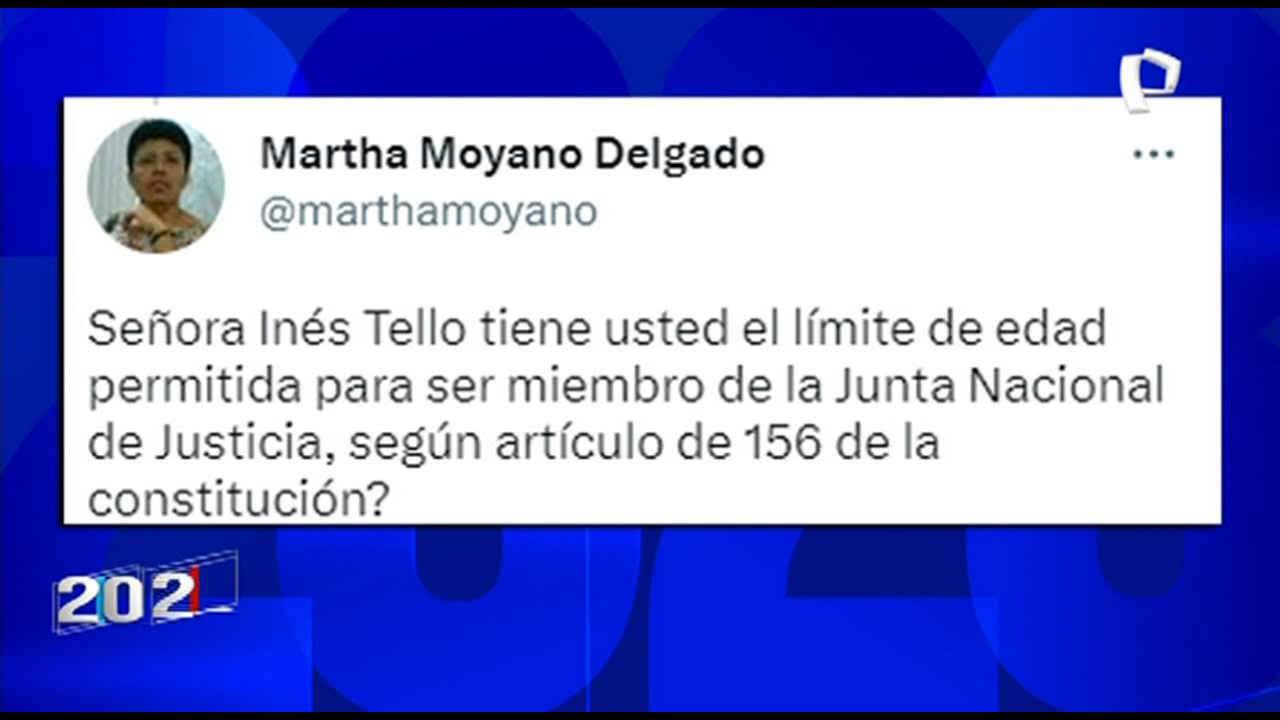 Martha Moyano Delgado
@marthamoyano
Señora Inés Tello tiene usted el límite de edad
permitida para ser miembro de la Junta Nacional
de Justicia, según artículo de 156 de la
constitución?
202